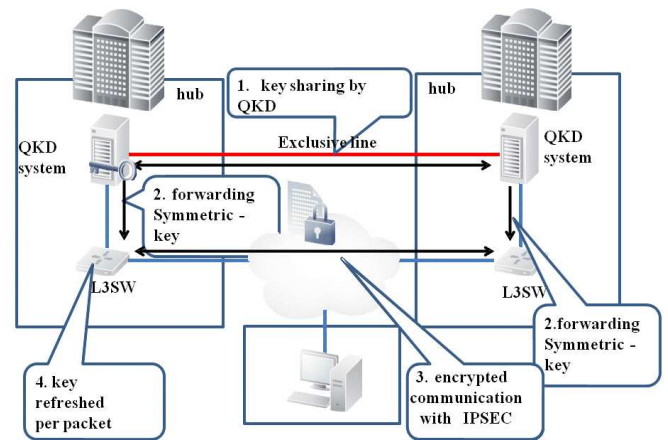 hub
1. key sharing by
QKD
hub
QKD
system
Exclusive line
QKD
system
2. forwarding
Symmetric -
key
L3SW
L3SW
2.forwarding
Symmetric -
key
4. key
refreshed
per packet
3. encrypted
communication
with IPSEC